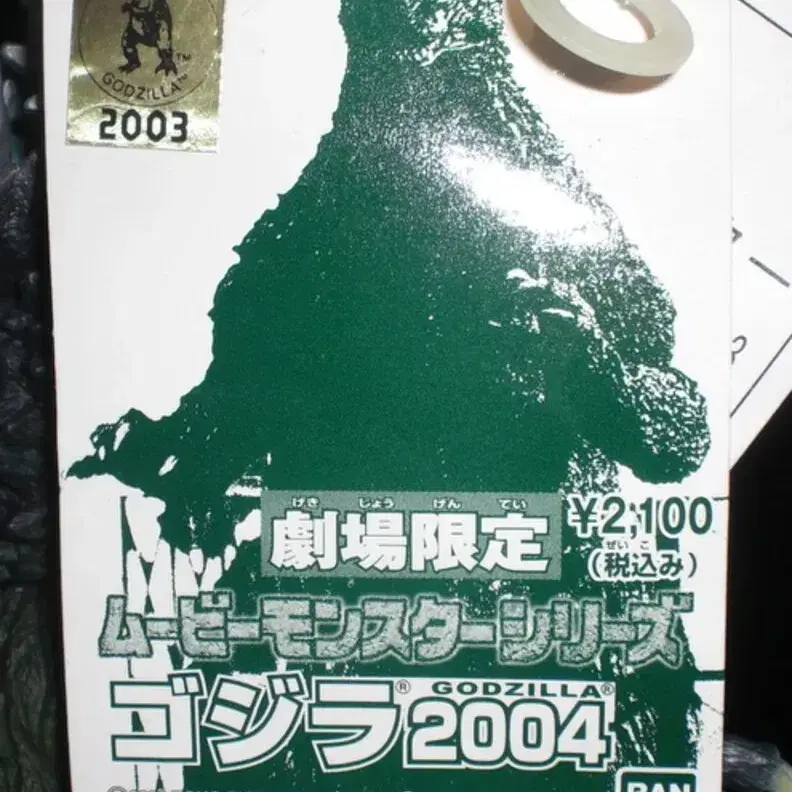 GODZILLA™
2003
げき じょう げん てい
劇場限定
¥2,100
ぜい こ
(税込み)
ムービーモンスターシリーズ
GODZILLA®
ゴジラ® 2004
BAN